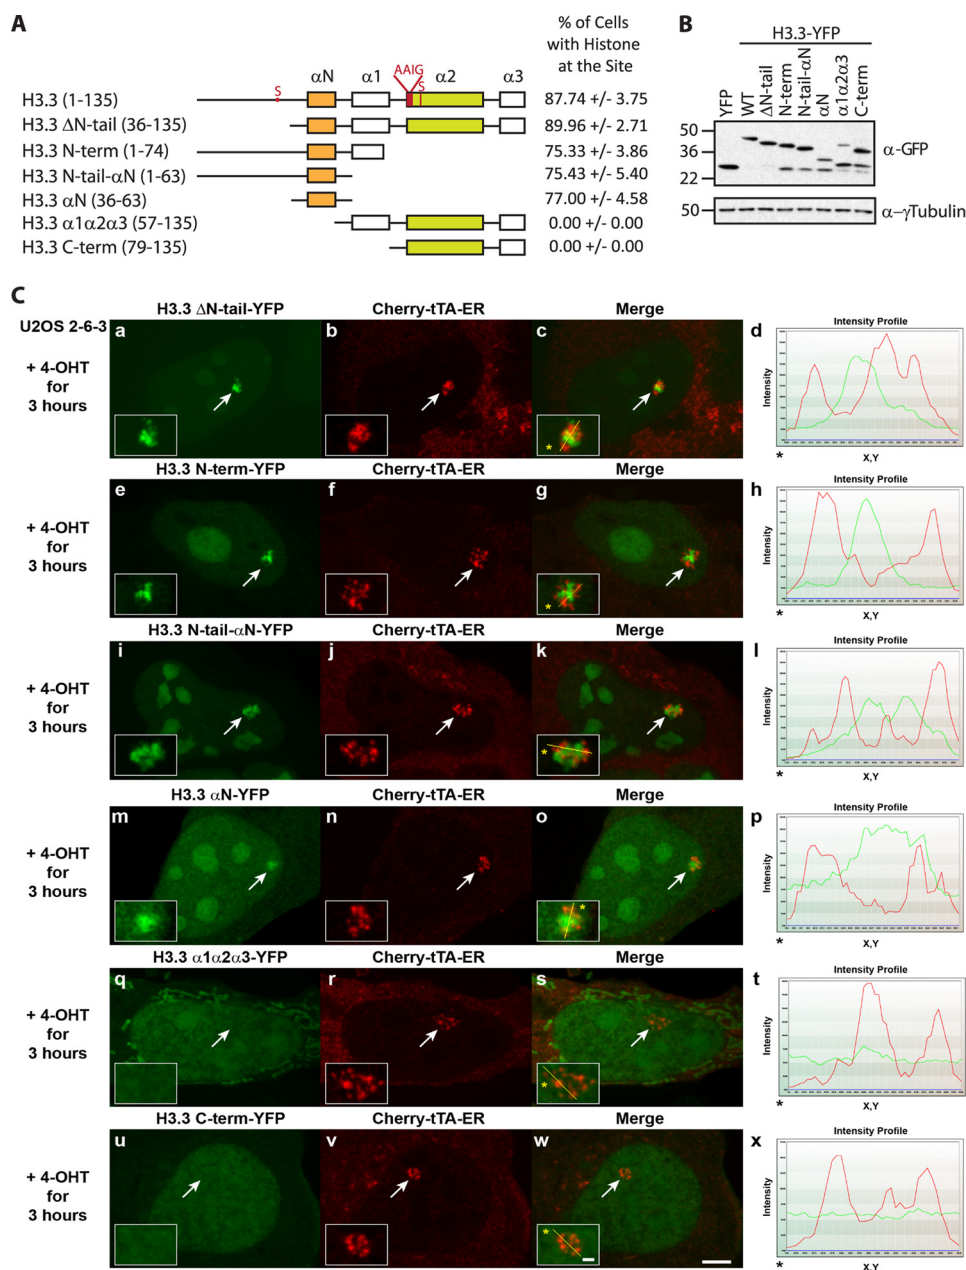 A
% of Cells
with Histone
at the Site
αN
α1
AAIG
α2
α3
S
S
H3.3 (1-135)
87.74 +/- 3.75
H3.3 ΔN-tail (36-135)
89.96 +/- 2.71
H3.3 N-term (1-74)
75.33 +/- 3.86
H3.3 N-tail-αN (1-63)
75.43 +/- 5.40
H3.3 αN (36-63)
77.00 +/- 4.58
H3.3 α1α2α3 (57-135)
0.00 +/- 0.00
H3.3 C-term (79-135)
0.00 +/- 0.00
B
H3.3-YFP
YFP
WT
ΔN-tail
N-term
N-tail-αN
αN
α1α2α3
C-term
50
36
22
α-GFP
50
α-γTubulin
C
U2OS 2-6-3
H3.3 ΔN-tail-YFP
Cherry-tTA-ER
Merge
+ 4-OHT
for
3 hours
a
b
c
*
d
Intensity Profile
Intensity
*
X,Y
H3.3 N-term-YFP
Cherry-tTA-ER
Merge
+ 4-OHT
for
3 hours
e
f
g
*
h
Intensity Profile
Intensity
*
X,Y
H3.3 N-tail-αN-YFP
Cherry-tTA-ER
Merge
+ 4-OHT
for
3 hours
i
j
k
*
l
Intensity Profile
Intensity
*
X,Y
H3.3 αN-YFP
Cherry-tTA-ER
Merge
+ 4-OHT
for
3 hours
m
n
o
*
p
Intensity Profile
Intensity
*
X,Y
H3.3 α1α2α3-YFP
Cherry-tTA-ER
Merge
+ 4-OHT
for
3 hours
q
r
s
*
t
Intensity Profile
Intensity
*
X,Y
H3.3 C-term-YFP
Cherry-tTA-ER
Merge
+ 4-OHT
for
3 hours
u
v
w
*
x
Intensity Profile
Intensity
*
X,Y